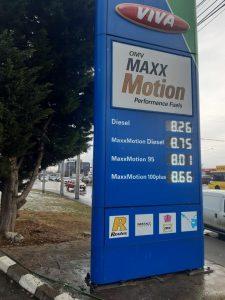 VIVA
OMV
MAXX
Motion
Performance Fuels
Diesel 8.26
MaxxMotion Diesel 8.75
MaxxMotion 95 8.01
MaxxMotion 100plus 8.66
Routex